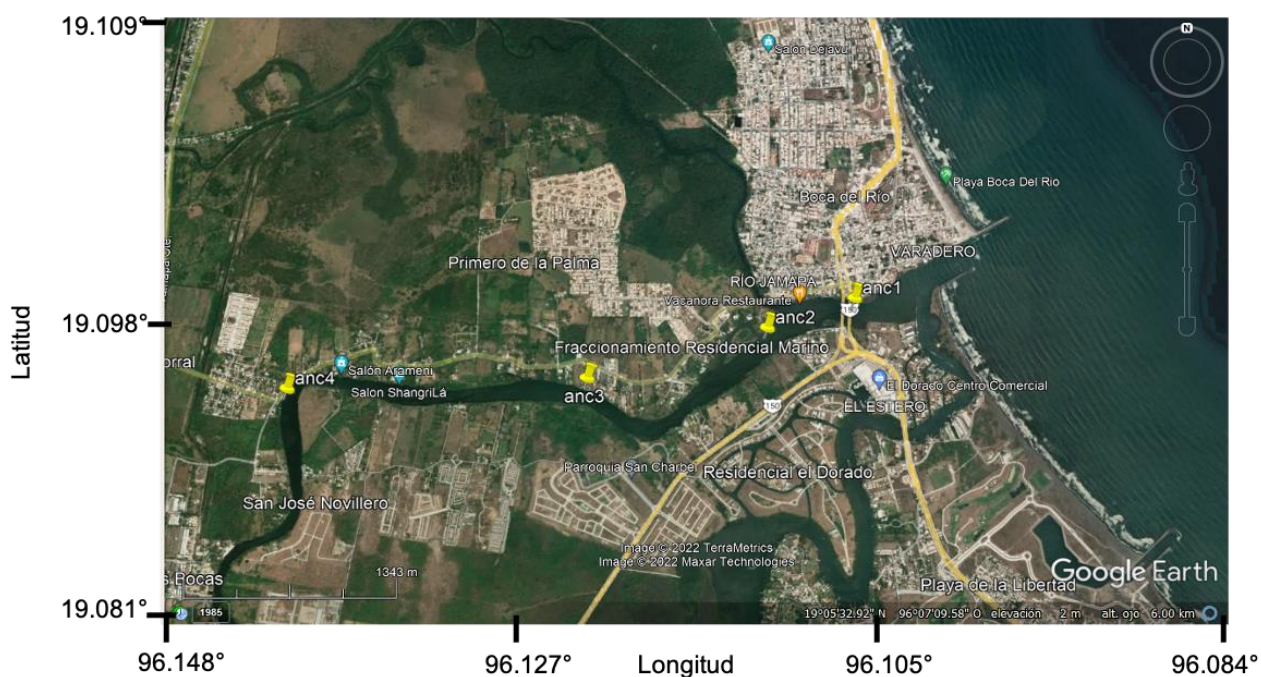 19.109°
N
Salón Dejavu
Playa Boca Del Rio
Boca del Río
VARADERO
Primero de la Palma
RÍO JAMAPA
anc1
Vacanora Restaurante
180
Latitud
19.098°
anc2
Fraccionamiento Residencial Marino
orral
Salón Arameni
anc4
El Dorado Centro Comercial
Salon ShangriLá
anc3
150
EL ESTERO
Parroquia San Charbel
Residencial el Dorado
San José Novillero
Image © 2022 TerraMetrics
Image © 2022 Maxar Technologies
1343 m
s Pocas
Google Earth
Playa de la Libertad
19.081°
1985
19°05'32.92" N 96°07'09.58" O elevación 2 m alt. ojo 6.00 km
96.148°
96.127°
Longitud
96.105°
96.084°